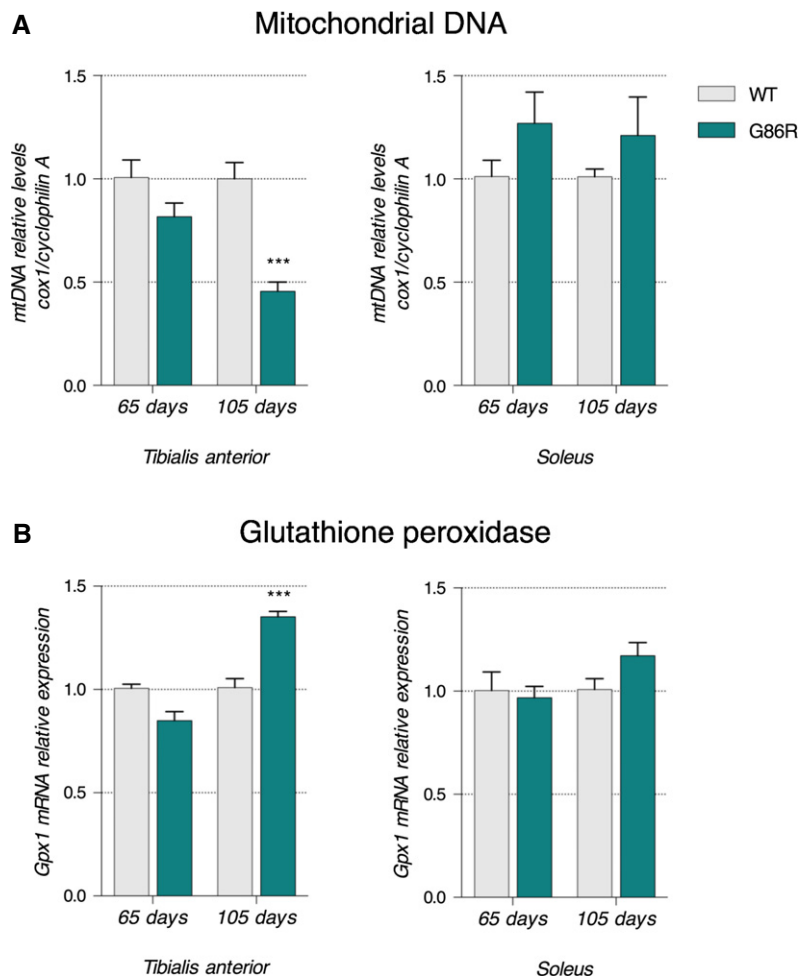 A
Mitochondrial DNA
mtDNA relative levels
cox1/cyclophilin A
1.5
1.0
0.5
0.0
***
65 days
105 days
Tibialis anterior
mtDNA relative levels
cox1/cyclophilin A
1.5
1.0
0.5
0.0
65 days
105 days
Soleus
WT
G86R
B
Glutathione peroxidase
Gpx1 mRNA relative expression
1.5
1.0
0.5
0.0
***
65 days
105 days
Tibialis anterior
Gpx1 mRNA relative expression
1.5
1.0
0.5
0.0
65 days
105 days
Soleus